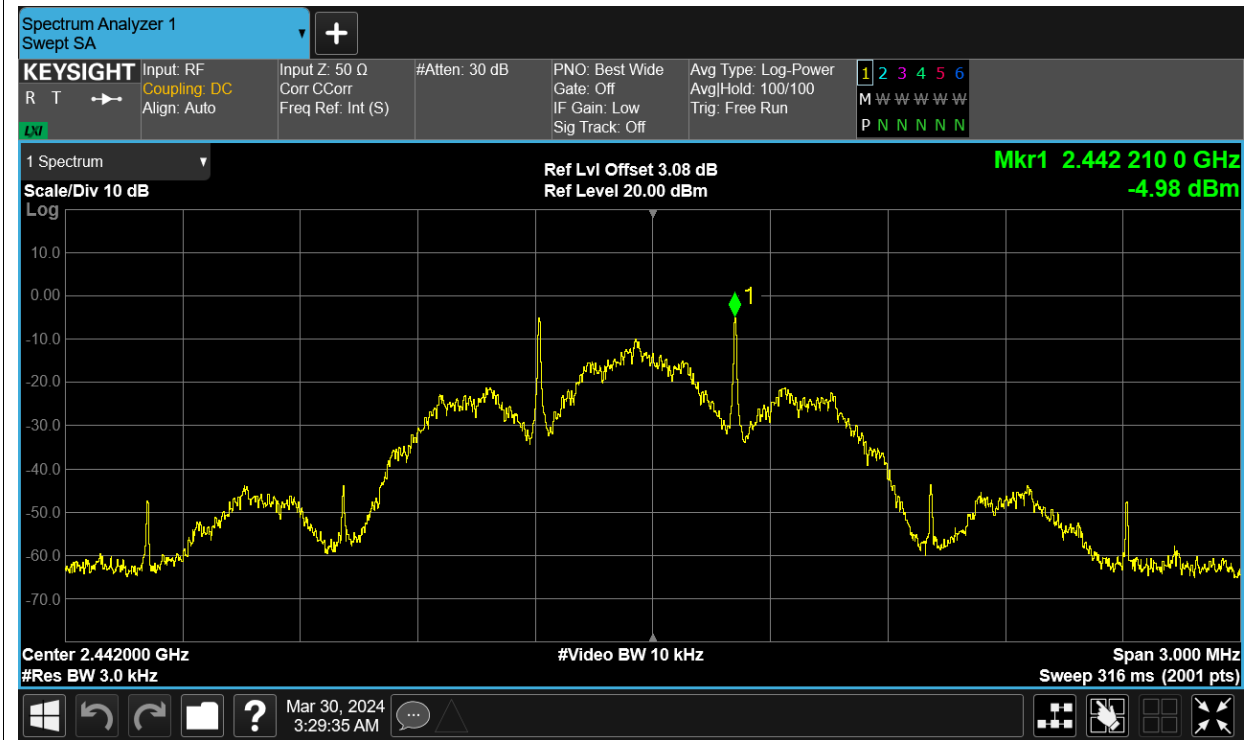 Spectrum Analyzer 1
Swept SA
+
KEYSIGHT
R T
LXI
Input: RF
Coupling: DC
Align: Auto
Input Z: 50 Ω
Corr CCorr
Freq Ref: Int (S)
#Atten: 30 dB
PNO: Best Wide
Gate: Off
IF Gain: Low
Sig Track: Off
Avg Type: Log-Power
Avg|Hold: 100/100
Trig: Free Run
1 2 3 4 5 6
M W W W W W
P N N N N N
1 Spectrum
Scale/Div 10 dB
Log
Ref Lvl Offset 3.08 dB
Ref Level 20.00 dBm
Mkr1 2.442 210 0 GHz
-4.98 dBm
1
10.0
0.00
-10.0
-20.0
-30.0
-40.0
-50.0
-60.0
-70.0
Center 2.442000 GHz
#Res BW 3.0 kHz
#Video BW 10 kHz
Span 3.000 MHz
Sweep 316 ms (2001 pts)
?
Mar 30, 2024
3:29:35 AM